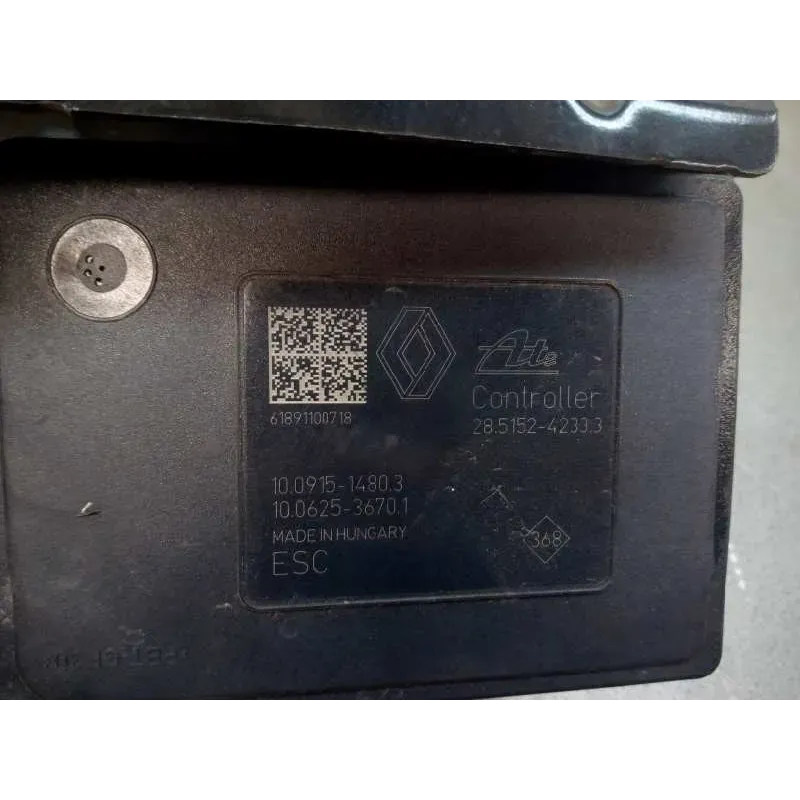 Ate
Controller
28.5152-4233.3
61891100718
10.0915-1480.3
10.0625-3670.1
MADE IN HUNGARY
ESC
368